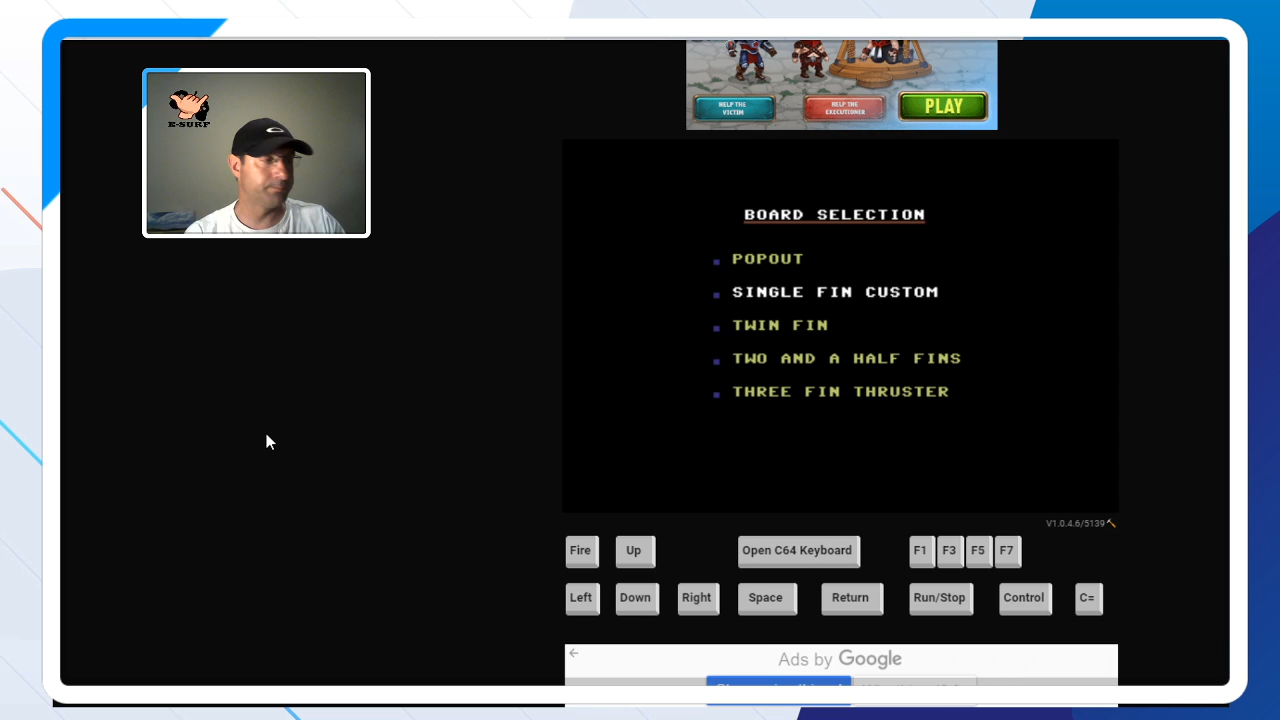 HELP THE
VICTIM
HELP THE
EXECUTIONER
PLAY
E-SURF
BOARD SELECTION
POPOUT
SINGLE FIN CUSTOM
TWIN FIN
TWO AND A HALF FINS
THREE FIN THRUSTER
V1.0.4.6/5139
Fire
Up
Open C64 Keyboard
F1
F3
F5
F7
Left
Down
Right
Space
Return
Run/Stop
Control
C=
Ads by Google